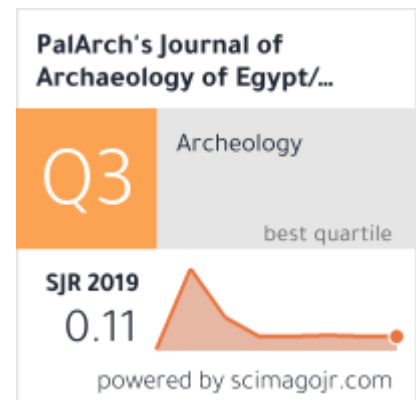 PalArch's Journal of
Archaeology of Egypt/…
Q3
Archeology
best quartile
SJR 2019
0.11
powered by scimagojr.com